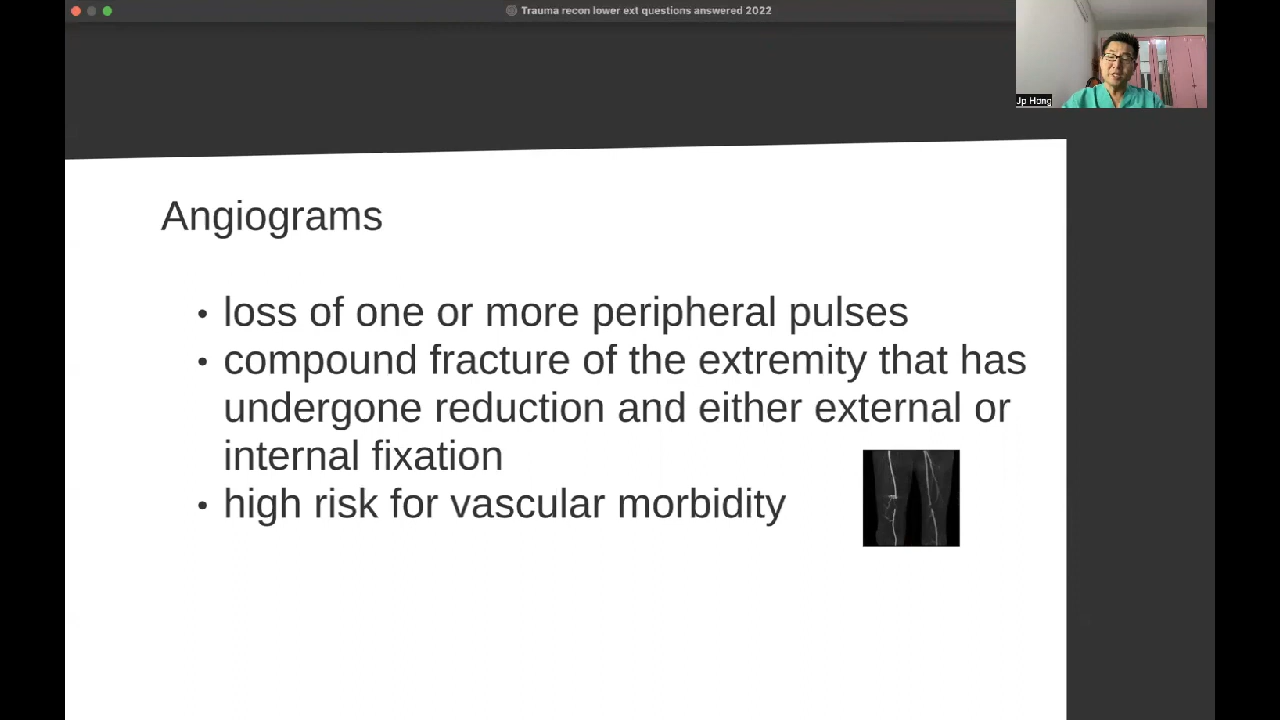 Trauma recon lower ext questions answered 2022
Jp Hong
Angiograms
• loss of one or more peripheral pulses
• compound fracture of the extremity that has
undergone reduction and either external or
internal fixation
• high risk for vascular morbidity